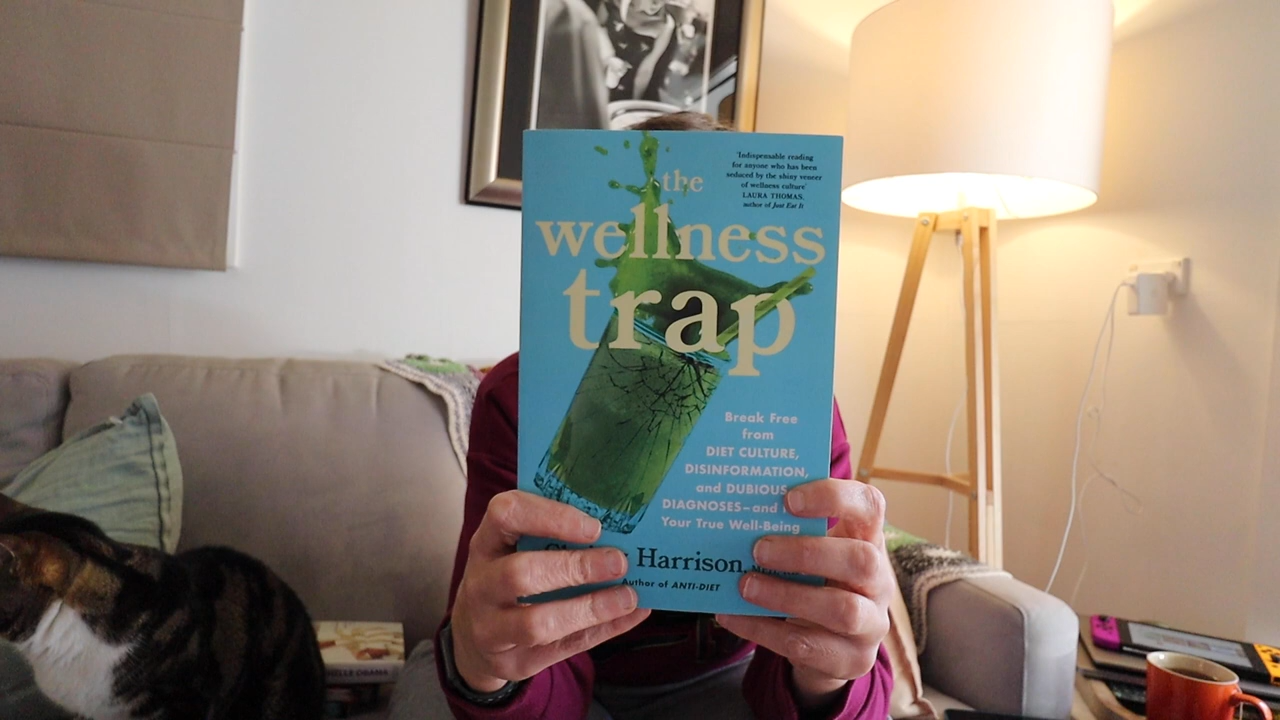 'Indispensable reading
for anyone who has been
seduced by the shiny veneer
of wellness culture'
LAURA THOMAS,
author of Just Eat It
the
wellness
trap
Break Free
from
DIET CULTURE,
DISINFORMATION,
and DUBIOUS
DIAGNOSES–and
Your True Well-Being
Harrison,
Author of ANTI-DIET
OBAMA